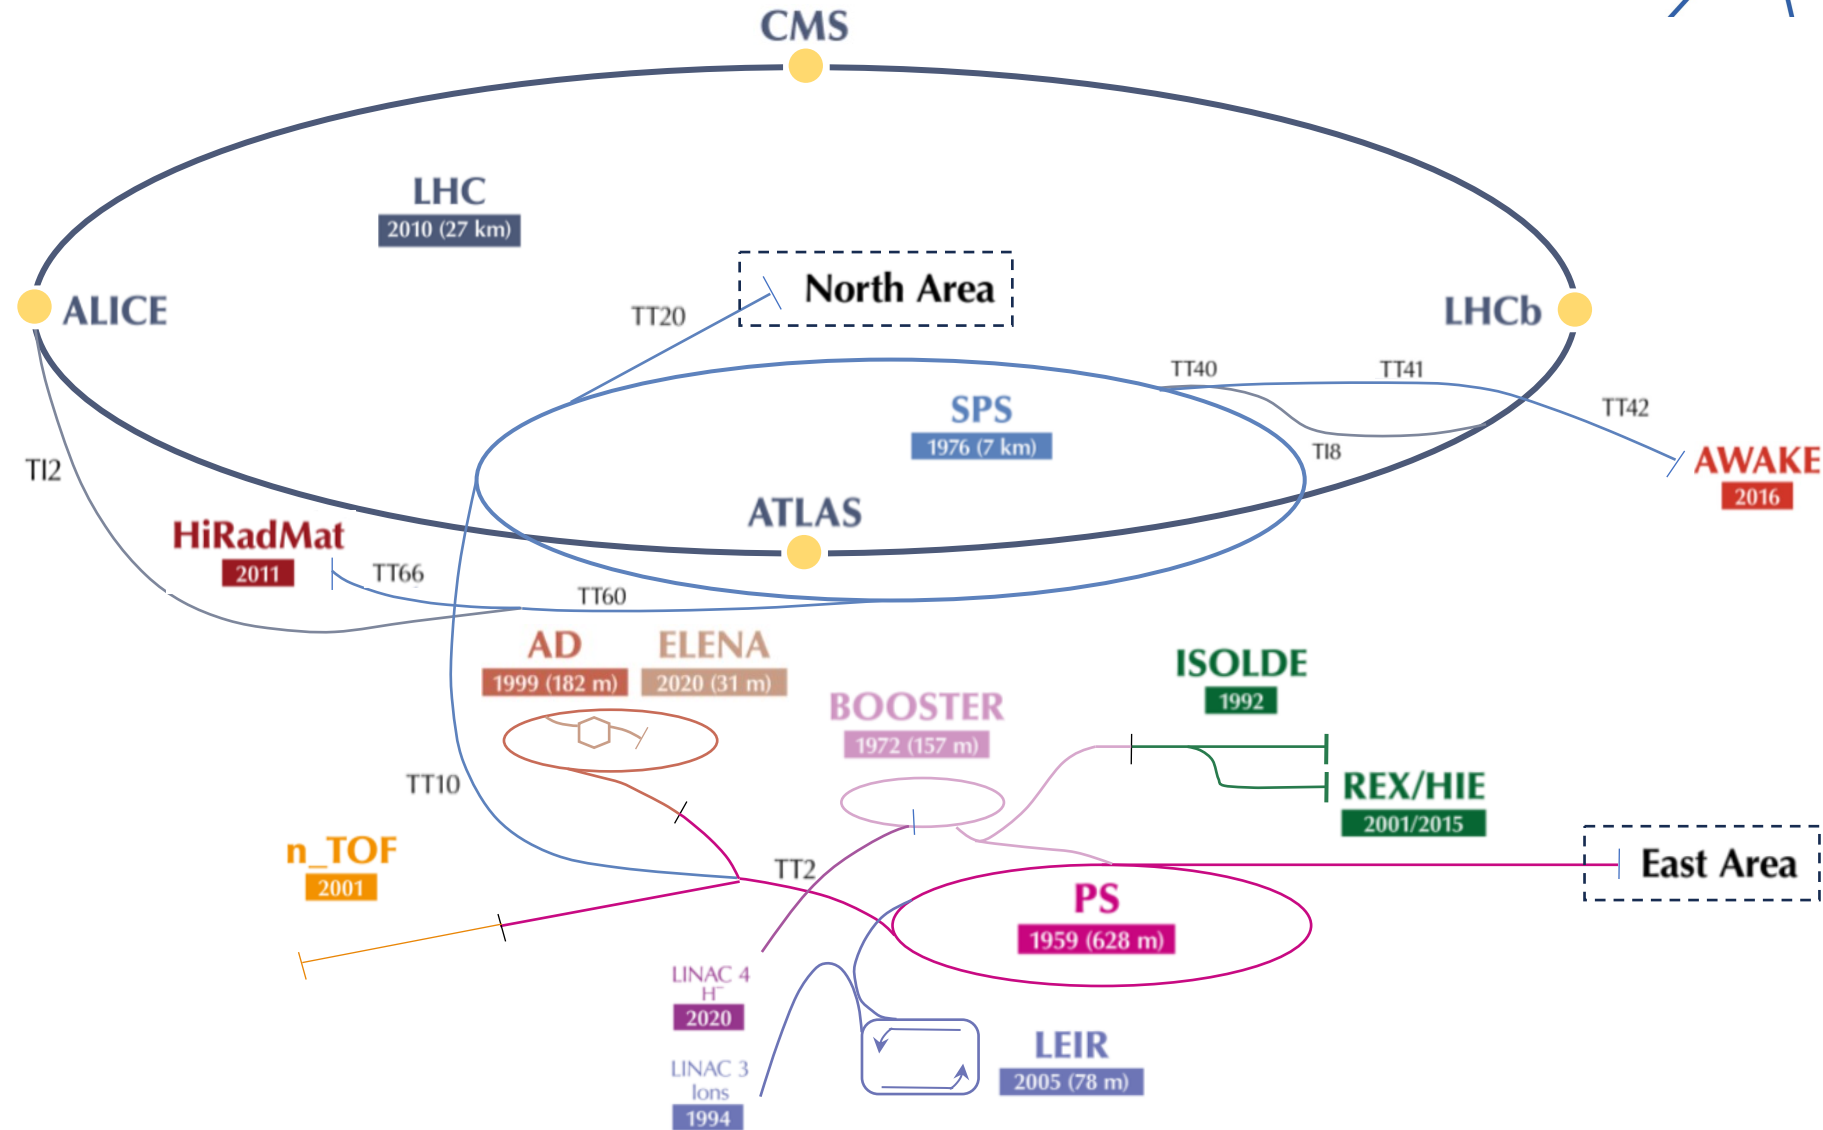 CMS
LHC
2010 (27 km)
North Area
TT20
ALICE
LHCb
TT40
TT41
TT42
SPS
1976 (7 km)
TI8
TI2
AWAKE
2016
ATLAS
HiRadMat
2011
TT66
TT60
AD
1999 (182 m)
ELENA
2020 (31 m)
ISOLDE
1992
BOOSTER
1972 (157 m)
TT10
REX/HIE
2001/2015
n_TOF
2001
TT2
East Area
PS
1959 (628 m)
LINAC 4
H⁻
2020
LEIR
2005 (78 m)
LINAC 3
Ions
1994